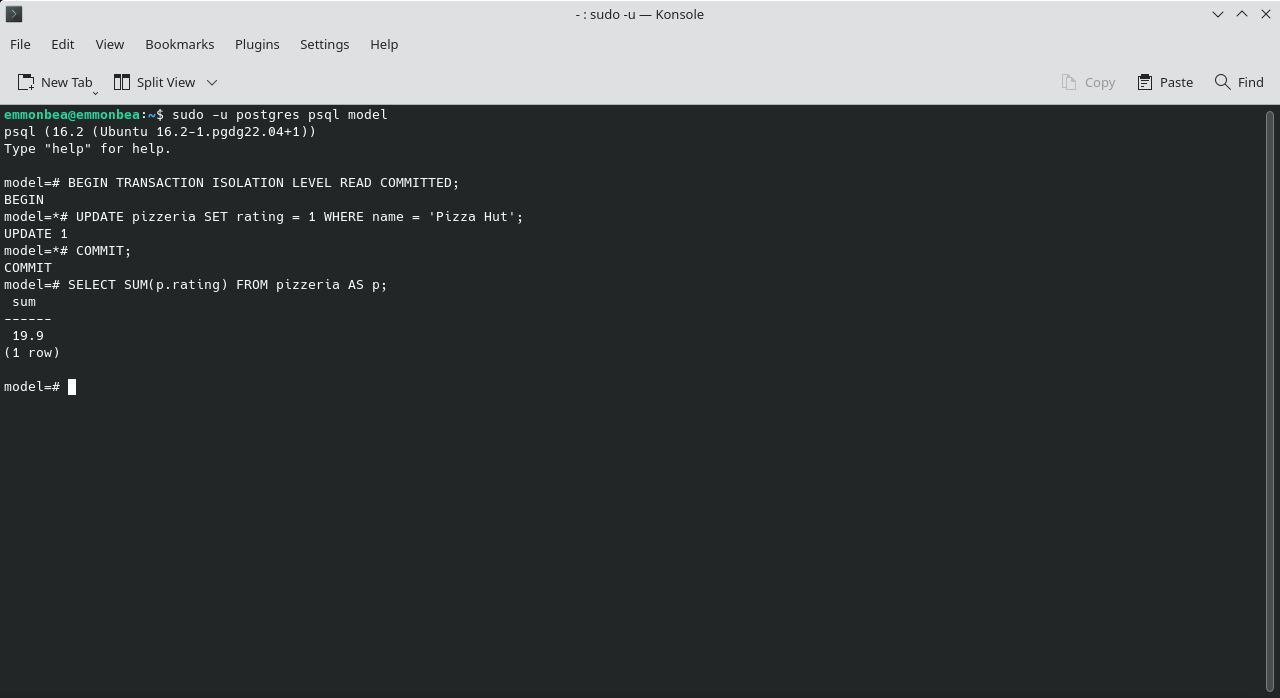 - : sudo -u — Konsole
File Edit View Bookmarks Plugins Settings Help
New Tab Split View Copy Paste Find
emmonbea@emmonbea:~$ sudo -u postgres psql model
psql (16.2 (Ubuntu 16.2-1.pgdg22.04+1))
Type "help" for help.
model=# BEGIN TRANSACTION ISOLATION LEVEL READ COMMITTED;
BEGIN
model=*# UPDATE pizzeria SET rating = 1 WHERE name = 'Pizza Hut';
UPDATE 1
model=*# COMMIT;
COMMIT
model=# SELECT SUM(p.rating) FROM pizzeria AS p;
sum
------
19.9
(1 row)
model=#